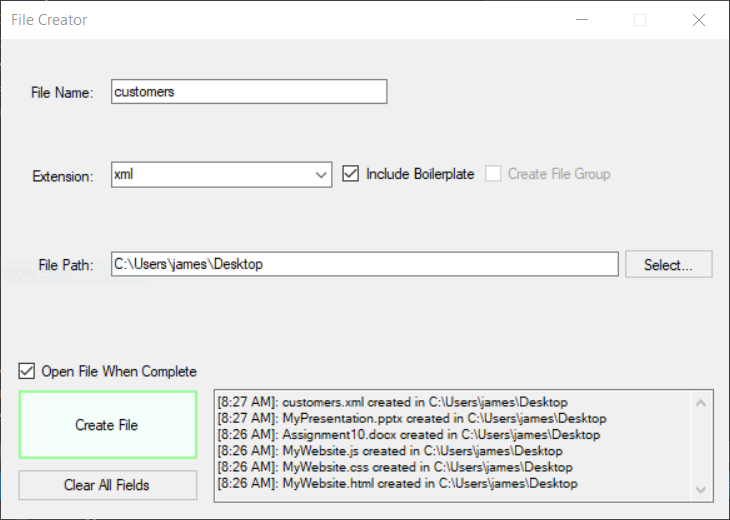 File Creator
File Name:
customers
Extension:
xml
Include Boilerplate
Create File Group
File Path:
C:\Users\james\Desktop
Select...
Open File When Complete
Create File
Clear All Fields
[8:27 AM]: customers.xml created in C:\Users\james\Desktop
[8:27 AM]: MyPresentation.pptx created in C:\Users\james\Desktop
[8:26 AM]: Assignment10.docx created in C:\Users\james\Desktop
[8:26 AM]: MyWebsite.js created in C:\Users\james\Desktop
[8:26 AM]: MyWebsite.css created in C:\Users\james\Desktop
[8:26 AM]: MyWebsite.html created in C:\Users\james\Desktop